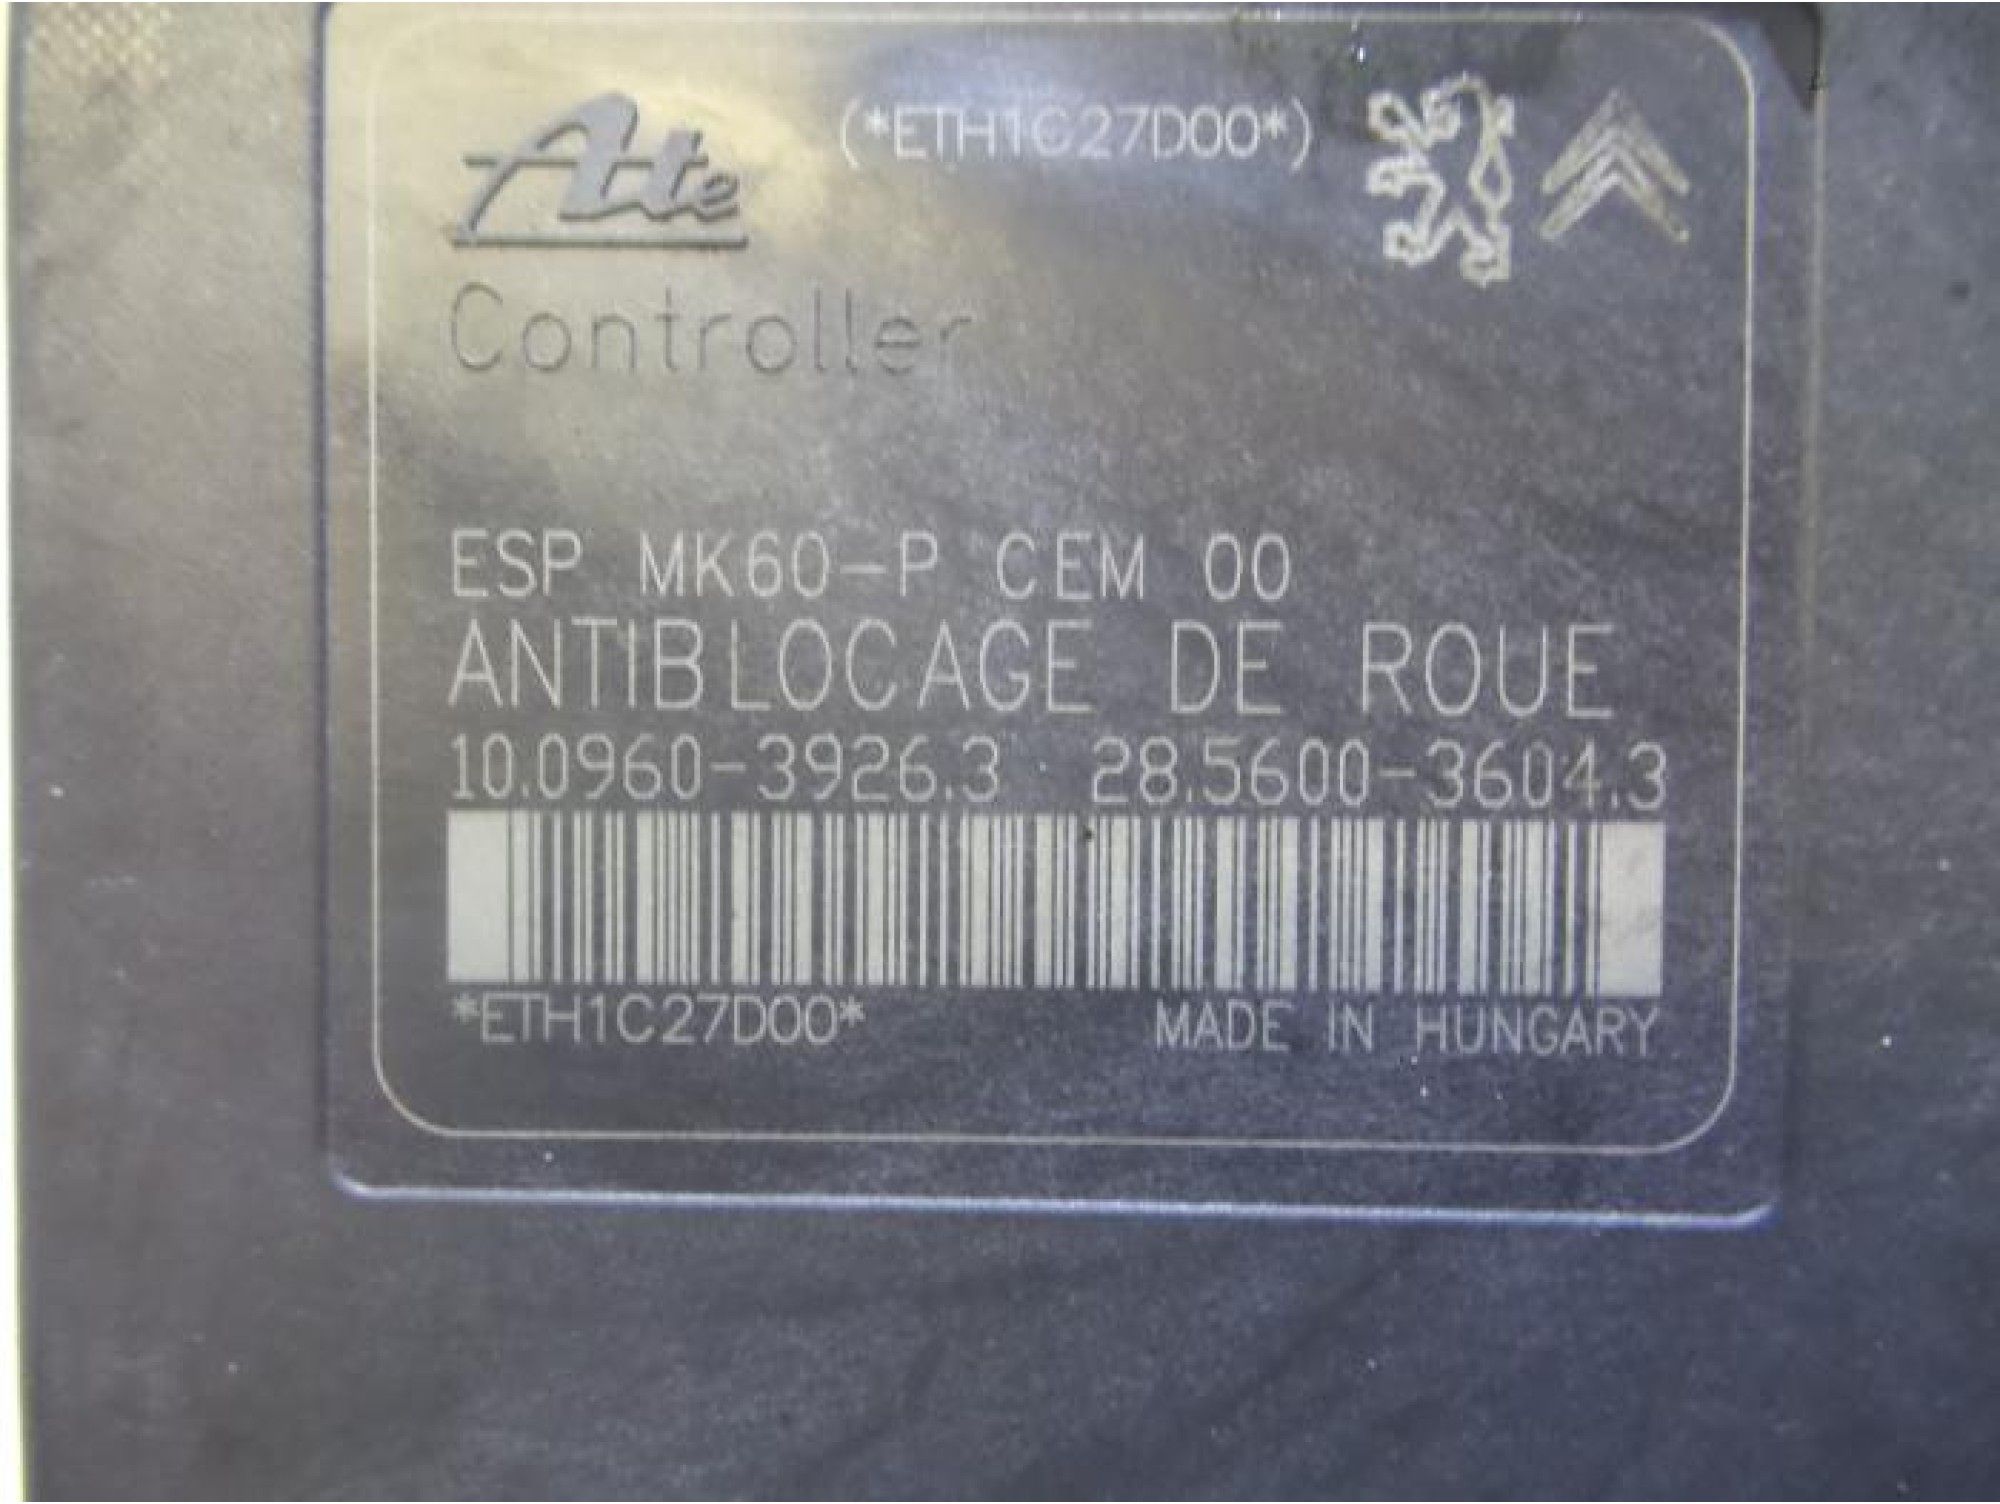 Ate (*ETH1C27D00*)
Controller
ESP MK60-P CEM 00
ANTIBLOCAGE DE ROUE
10.0960-3926.3 28.5600-3604.3
*ETH1C27D00* MADE IN HUNGARY